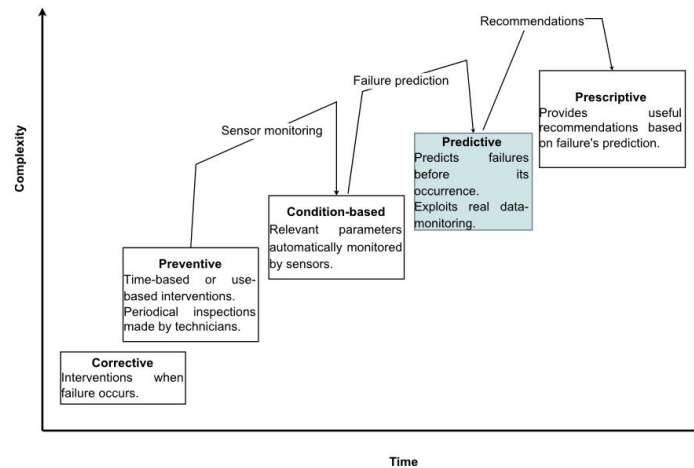 Recommendations
Failure prediction
Sensor monitoring
Complexity
Prescriptive
Provides useful
recommendations based
on failure's prediction.
Predictive
Predicts failures
before its
occurrence.
Exploits real data-
monitoring.
Condition-based
Relevant parameters
automatically monitored
by sensors.
Preventive
Time-based or use-
based interventions.
Periodical inspections
made by technicians.
Corrective
Interventions when
failure occurs.
Time